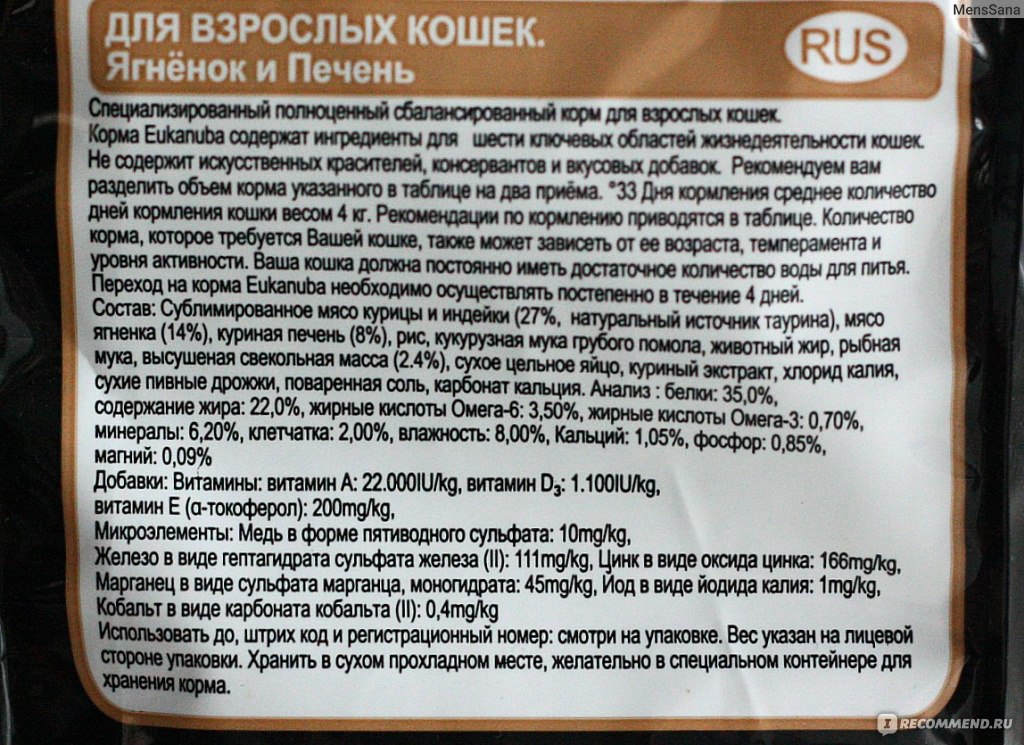 MensSana
ДЛЯ ВЗРОСЛЫХ КОШЕК.
Ягнёнок и Печень
RUS
Специализированный полноценный сбалансированный корм для взрослых кошек.
Корма Eukanuba содержат ингредиенты для шести ключевых областей жизнедеятельности кошек.
Не содержит искусственных красителей, консервантов и вкусовых добавок. Рекомендуем вам
разделить объем корма указанного в таблице на два приёма. °33 Дня кормления среднее количество
дней кормления кошки весом 4 кг. Рекомендации по кормлению приводятся в таблице. Количество
корма, которое требуется Вашей кошке, также может зависеть от ее возраста, темперамента и
уровня активности. Ваша кошка должна постоянно иметь достаточное количество воды для питья.
Переход на корма Eukanuba необходимо осуществлять постепенно в течение 4 дней.
Состав: Сублимированное мясо курицы и индейки (27%, натуральный источник таурина), мясо
ягненка (14%), куриная печень (8%), рис, кукурузная мука грубого помола, животный жир, рыбная
мука, высушеная свекольная масса (2.4%), сухое цельное яйцо, куриный экстракт, хлорид калия,
сухие пивные дрожжи, поваренная соль, карбонат кальция. Анализ : белки: 35,0%,
содержание жира: 22,0%, жирные кислоты Омега-6: 3,50%, жирные кислоты Омега-3: 0,70%,
минералы: 6,20%, клетчатка: 2,00%, влажность: 8,00%, Кальций: 1,05%, фосфор: 0,85%,
магний: 0,09%
Добавки: Витамины: витамин А: 22.000IU/kg, витамин D₃: 1.100IU/kg,
витамин Е (α-токоферол): 200mg/kg,
Микроэлементы: Медь в форме пятиводного сульфата: 10mg/kg,
Железо в виде гептагидрата сульфата железа (II): 111mg/kg, Цинк в виде оксида цинка: 166mg/kg,
Марганец в виде сульфата марганца, моногидрата: 45mg/kg, Йод в виде йодида калия: 1mg/kg,
Кобальт в виде карбоната кобальта (II): 0,4mg/kg
Использовать до, штрих код и регистрационный номер: смотри на упаковке. Вес указан на лицевой
стороне упаковки. Хранить в сухом прохладном месте, желательно в специальном контейнере для
хранения корма.
I RECOMMEND.RU